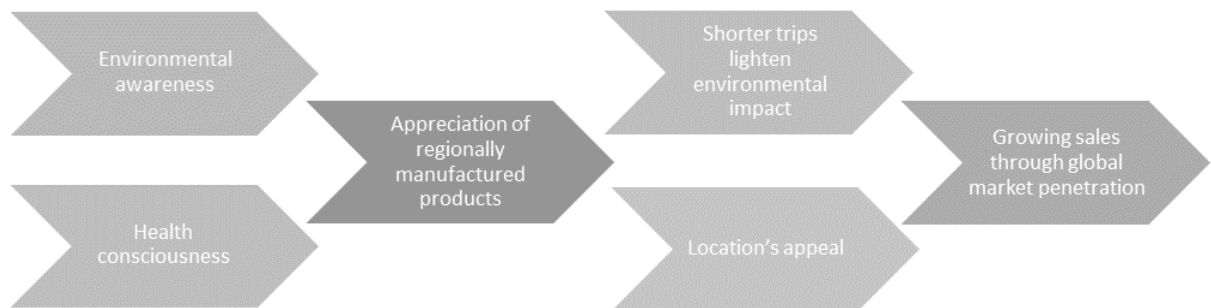 Environmental
awareness
Health
consciousness
Appreciation of
regionally
manufactured
products
Shorter trips
lighten
environmental
impact
Location's appeal
Growing sales
through global
market penetration